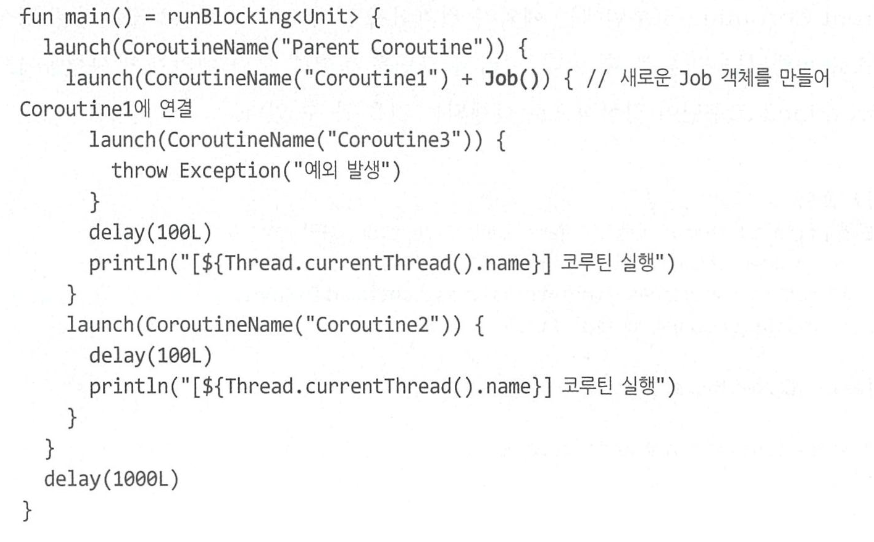 fun main() = runBlocking<Unit> {
  launch(CoroutineName("Parent Coroutine")) {
    launch(CoroutineName("Coroutine1") + Job()) { // 새로운 Job 객체를 만들어
Coroutine1에 연결
      launch(CoroutineName("Coroutine3")) {
        throw Exception("예외 발생")
      }
      delay(100L)
      println("[${Thread.currentThread().name}] 코루틴 실행")
    }
    launch(CoroutineName("Coroutine2")) {
      delay(100L)
      println("[${Thread.currentThread().name}] 코루틴 실행")
    }
  }
  delay(1000L)
}